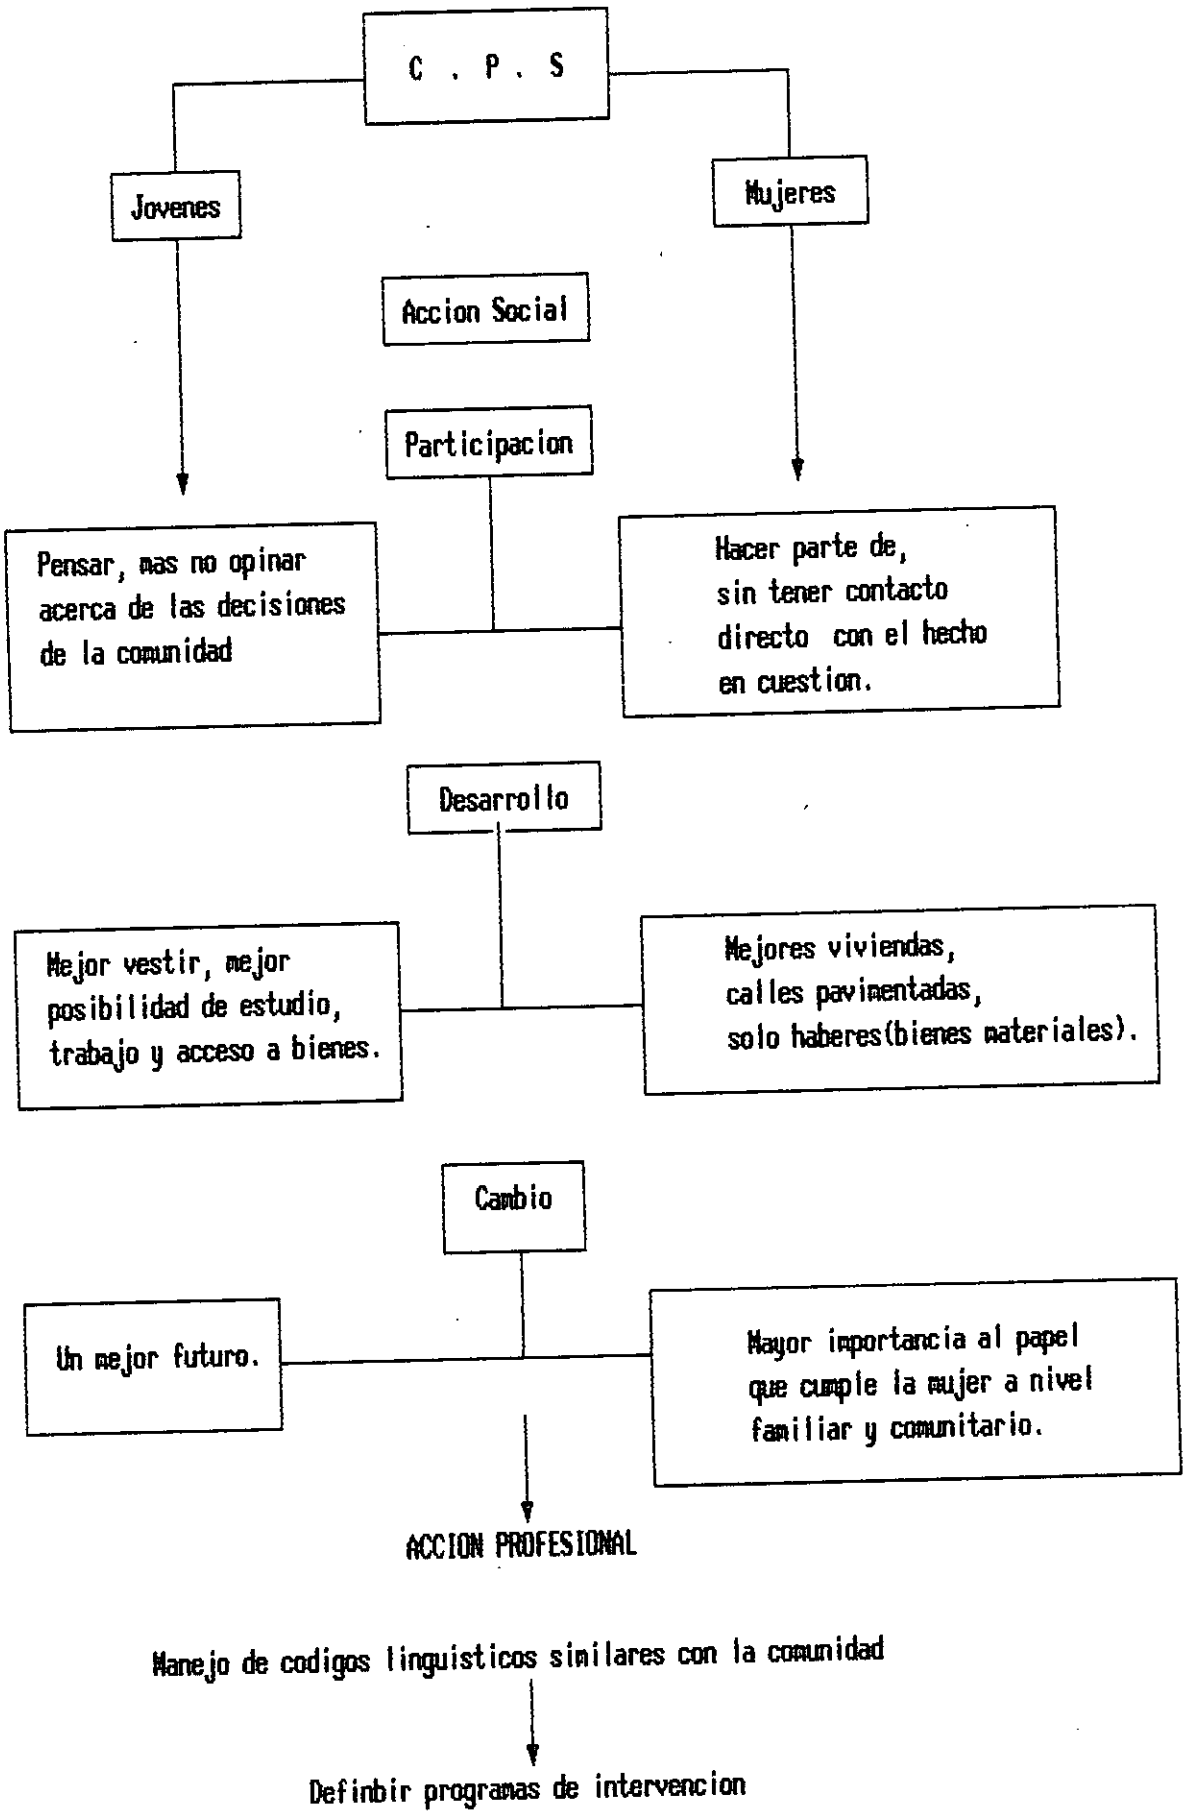 C . P . S
Jovenes
Mujeres
Accion Social
Participacion
Pensar, mas no opinar
acerca de las decisiones
de la comunidad
Hacer parte de,
sin tener contacto
directo con el hecho
en cuestion.
Desarrollo
Mejor vestir, mejor
posibilidad de estudio,
trabajo y acceso a bienes.
Mejores viviendas,
calles pavimentadas,
solo haberes(bienes materiales).
Cambio
Un mejor futuro.
Mayor importancia al papel
que cumple la mujer a nivel
familiar y comunitario.
ACCION PROFESIONAL
Manejo de codigos linguisticos similares con la comunidad
Definbir programas de intervencion